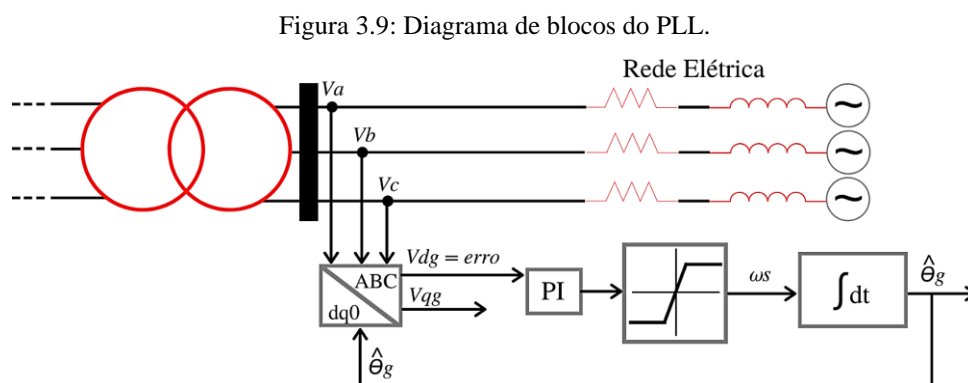 Figura 3.9: Diagrama de blocos do PLL.
Rede Elétrica
Va
Vb
Vc
~
~
~
ABC
dq0
Vdg = erro
Vqg
PI
ωs
∫dt
θ̂g
θ̂g